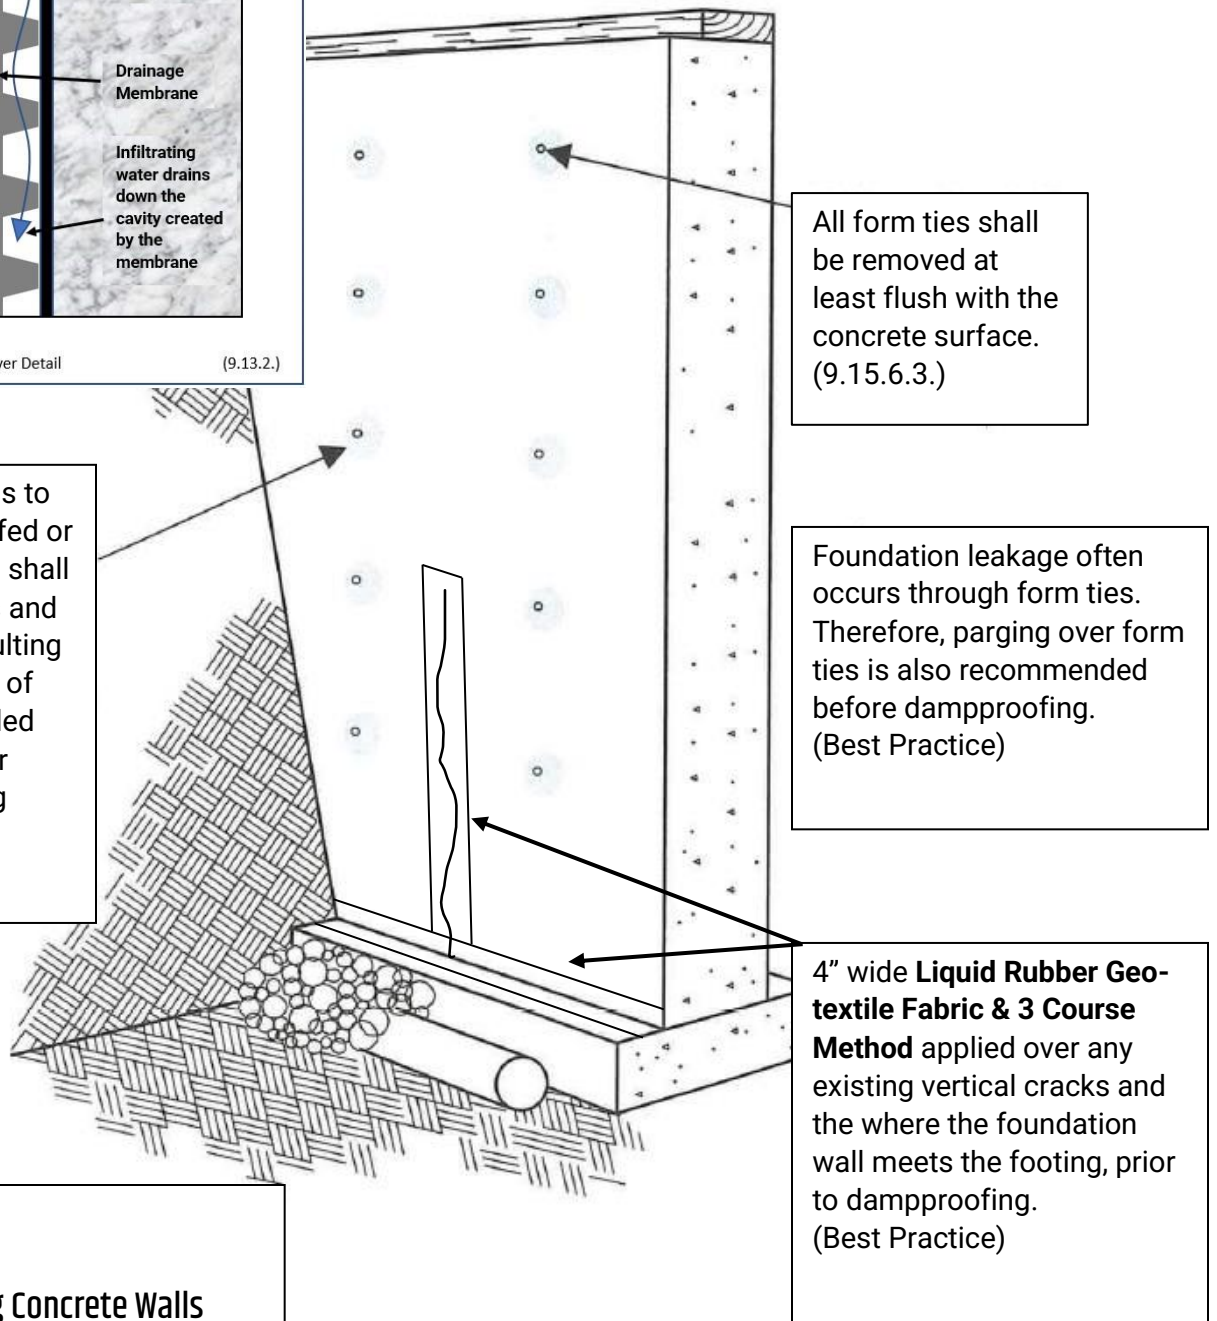 Drainage
Membrane
Infiltrating
water drains
down the
cavity created
by the
membrane
Detail (9.13.2.)
All form ties shall
be removed at
least flush with the
concrete surface.
(9.15.6.3.)
to
or
shall
and
of
Foundation leakage often
occurs through form ties.
Therefore, parging over form
ties is also recommended
before dampproofing.
(Best Practice)
4” wide Liquid Rubber Geo-
textile Fabric & 3 Course
Method applied over any
existing vertical cracks and
the where the foundation
wall meets the footing, prior
to dampproofing.
(Best Practice)
Concrete Walls